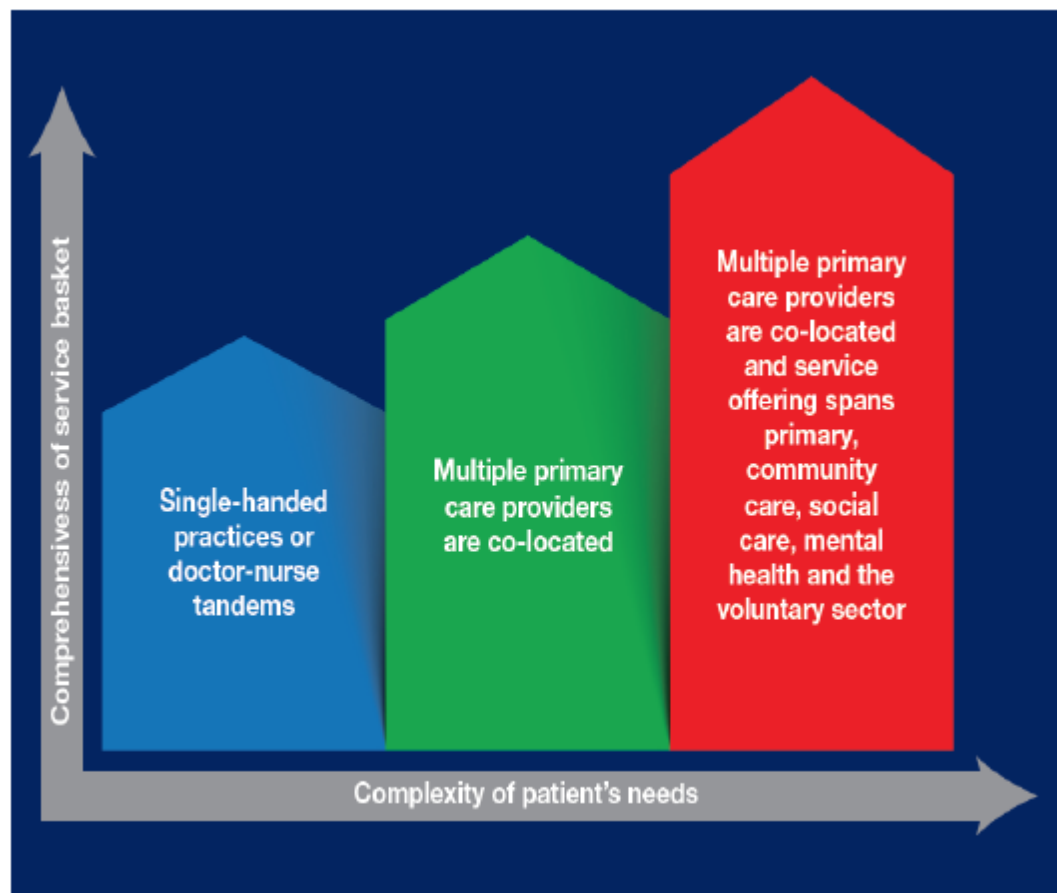 Comprehensivess of service basket
Single-handed
practices or
doctor-nurse
tandems
Multiple primary
care providers
are co-located
Multiple primary
care providers
are co-located
and service
offering spans
primary,
community
care, social
care, mental
health and the
voluntary sector
Complexity of patient's needs